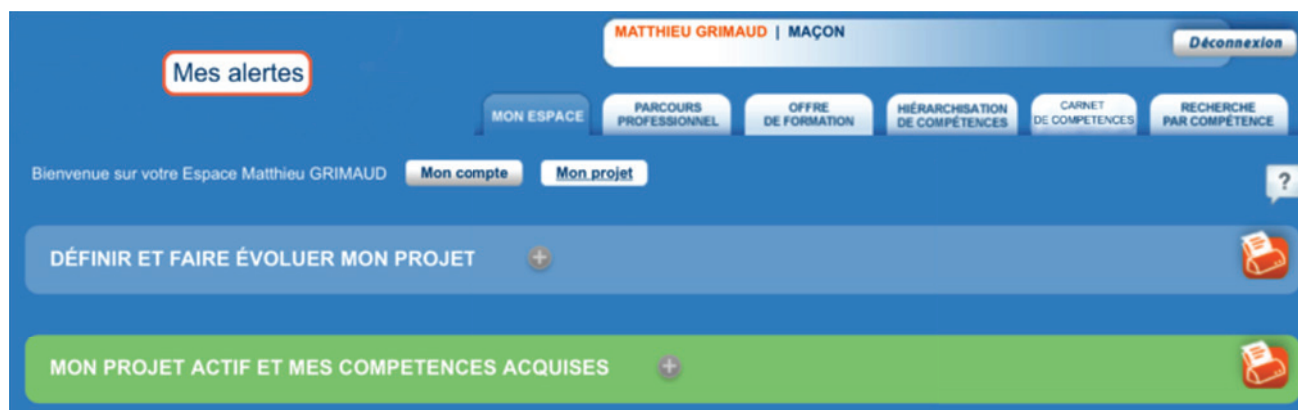 MATTHIEU GRIMAUD | MAÇON
Déconnexion
Mes alertes
MON ESPACE
PARCOURS
PROFESSIONNEL
OFFRE
DE FORMATION
HIÉRARCHISATION
DE COMPÉTENCES
CARNET
DE COMPETENCES
RECHERCHE
PAR COMPÉTENCE
Bienvenue sur votre Espace Matthieu GRIMAUD
Mon compte
Mon projet
?
DÉFINIR ET FAIRE ÉVOLUER MON PROJET
MON PROJET ACTIF ET MES COMPETENCES ACQUISES